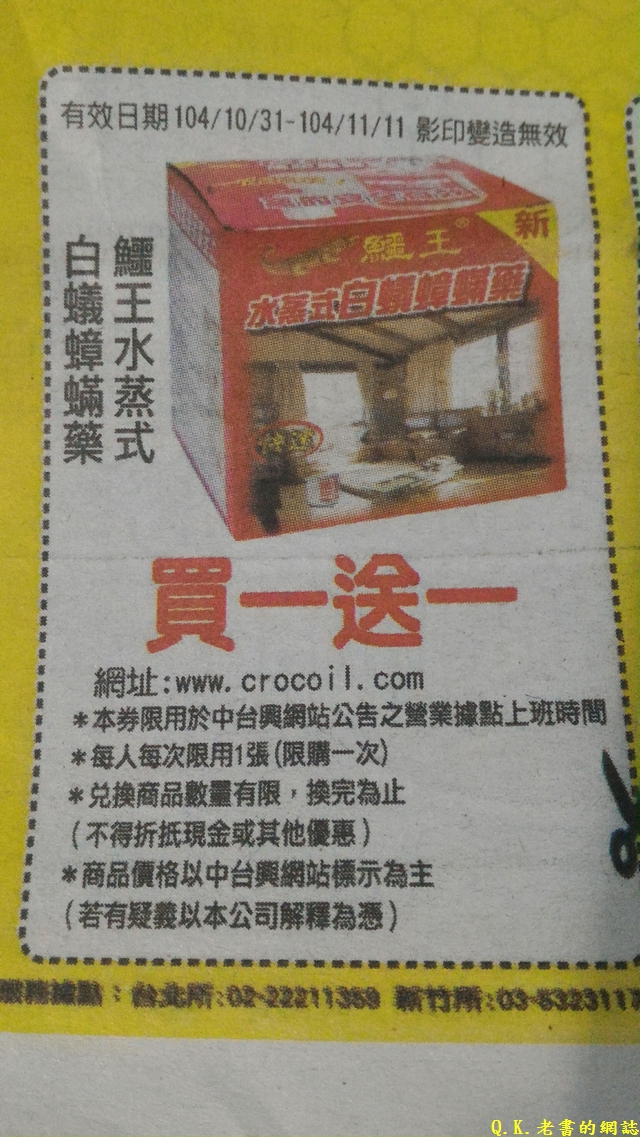 有效日期104/10/31-104/11/11 影印變造無效
鱷王水蒸式
白蟻蟑蟎藥
新
鱷王®
水蒸式白蟻蟑蟎藥
快速
買一送一
網址:www.crocoil.com
*本券限用於中台興網站公告之營業據點上班時間
*每人每次限用1張(限購一次)
*兌換商品數量有限，換完為止
(不得折抵現金或其他優惠)
*商品價格以中台興網站標示為主
(若有疑義以本公司解釋為憑)
服務據點：台北所:02-22211359 新竹所:03-5323117
Q.K.老書的網誌